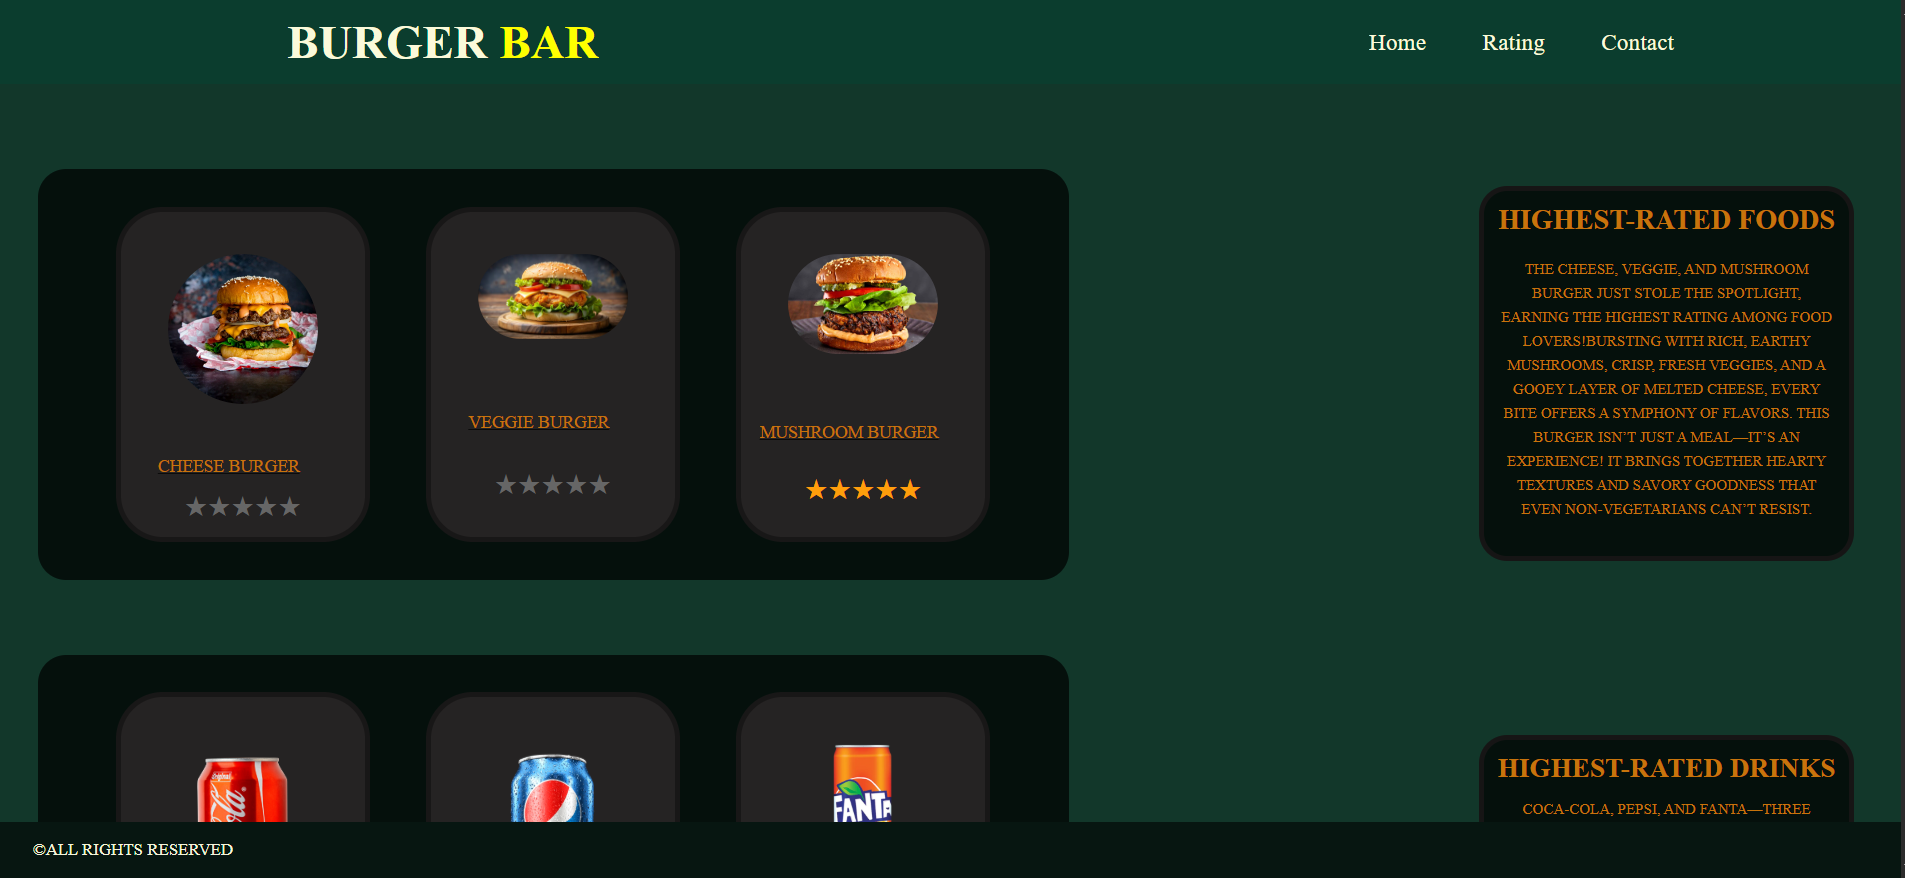 BURGER BAR
Home
Rating
Contact
CHEESE BURGER
★★★★★
VEGGIE BURGER
★★★★★
MUSHROOM BURGER
★★★★★
HIGHEST-RATED FOODS
THE CHEESE, VEGGIE, AND MUSHROOM
BURGER JUST STOLE THE SPOTLIGHT,
EARNING THE HIGHEST RATING AMONG FOOD
LOVERS!BURSTING WITH RICH, EARTHY
MUSHROOMS, CRISP, FRESH VEGGIES, AND A
GOOEY LAYER OF MELTED CHEESE, EVERY
BITE OFFERS A SYMPHONY OF FLAVORS. THIS
BURGER ISN’T JUST A MEAL—IT’S AN
EXPERIENCE! IT BRINGS TOGETHER HEARTY
TEXTURES AND SAVORY GOODNESS THAT
EVEN NON-VEGETARIANS CAN’T RESIST.
Original
FANTA
HIGHEST-RATED DRINKS
COCA-COLA, PEPSI, AND FANTA—THREE
©ALL RIGHTS RESERVED